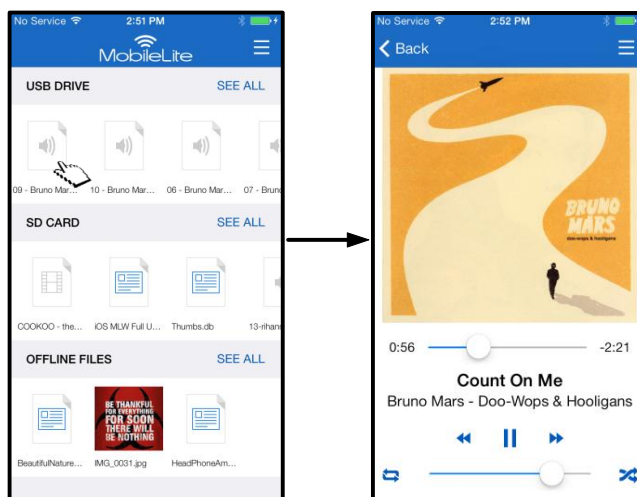 No Service 2:51 PM
MobileLite
USB DRIVE SEE ALL
09 - Bruno Mar... 10 - Bruno Mar... 06 - Bruno Mar... 07 - Brun
SD CARD SEE ALL
COOKOO - the... iOS MLW Full U... Thumbs.db 13-rihann
OFFLINE FILES SEE ALL
BE THANKFUL
FOR EVERYTHING
FOR SOON
THERE WILL
BE NOTHING
BeautifulNature... IMG_0031.jpg HeadPhoneAm...
No Service 2:52 PM
Back
BRUNO
MARS
doo-wops & hooligans
0:56 -2:21
Count On Me
Bruno Mars - Doo-Wops & Hooligans